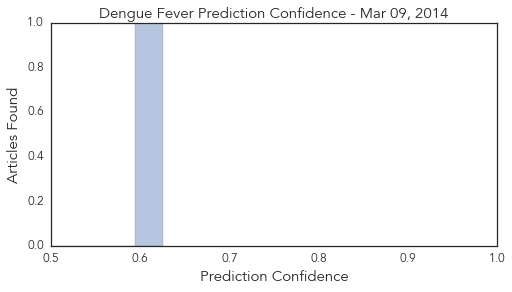 Dengue Fever Prediction Confidence - Mar 09, 2014
Articles Found
1.0
0.8
0.6
0.4
0.2
0.0
0.5 0.6 0.7 0.8 0.9 1.0
Prediction Confidence